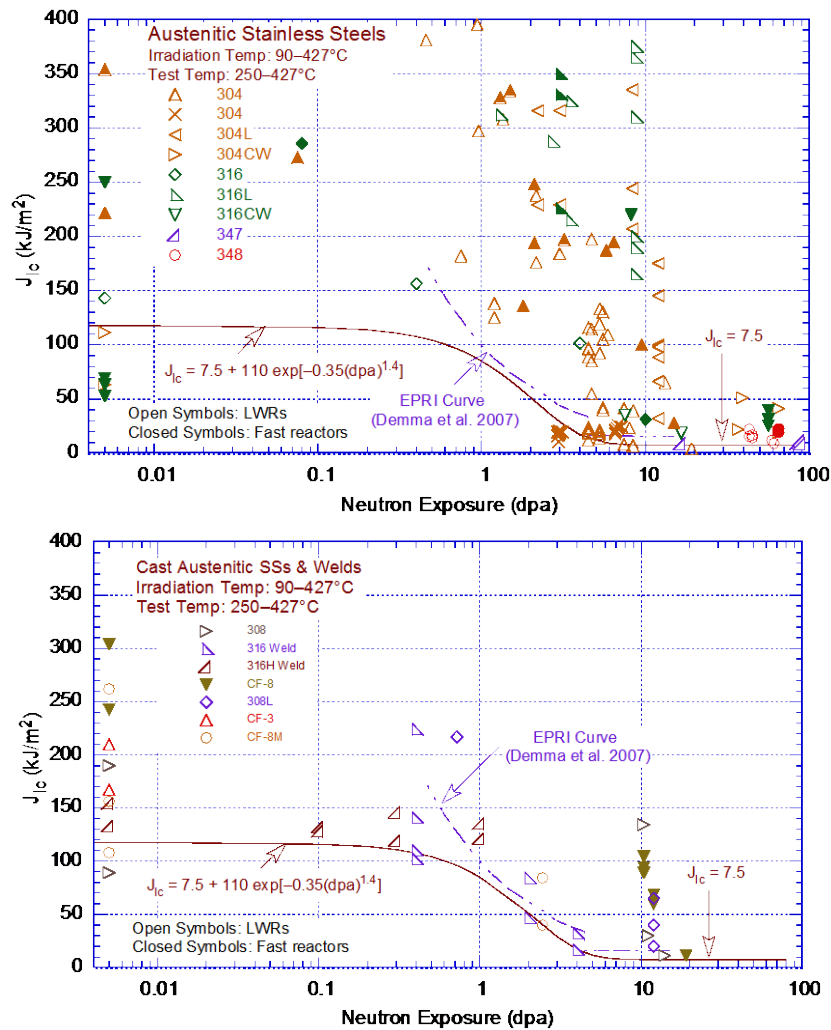 400
350
300
250
200
150
100
50
0
J_Ic (kJ/m²)
Austenitic Stainless Steels
Irradiation Temp: 90–427°C
Test Temp: 250–427°C
304
304
304L
304CW
316
316L
316CW
347
348
J_Ic = 7.5
J_Ic = 7.5 + 110 exp[–0.35(dpa)^1.4]
EPRI Curve
(Demma et al. 2007)
Open Symbols: LWRs
Closed Symbols: Fast reactors
0.01 0.1 1 10 100
Neutron Exposure (dpa)
400
350
300
250
200
150
100
50
0
J_Ic (kJ/m²)
Cast Austenitic SSs & Welds
Irradiation Temp: 90–427°C
Test Temp: 250–427°C
308
316 Weld
316H Weld
CF-8
308L
CF-3
CF-8M
EPRI Curve
(Demma et al. 2007)
J_Ic = 7.5 + 110 exp[–0.35(dpa)^1.4]
J_Ic = 7.5
Open Symbols: LWRs
Closed Symbols: Fast reactors
0.01 0.1 1 10 100
Neutron Exposure (dpa)